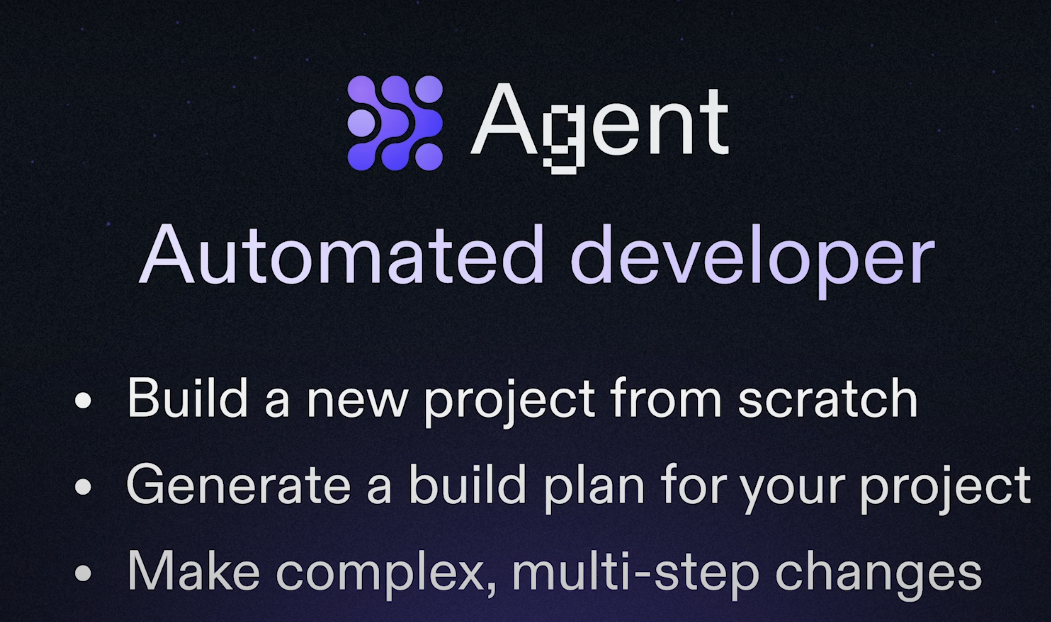 Agent
Automated developer
• Build a new project from scratch
• Generate a build plan for your project
• Make complex, multi-step changes